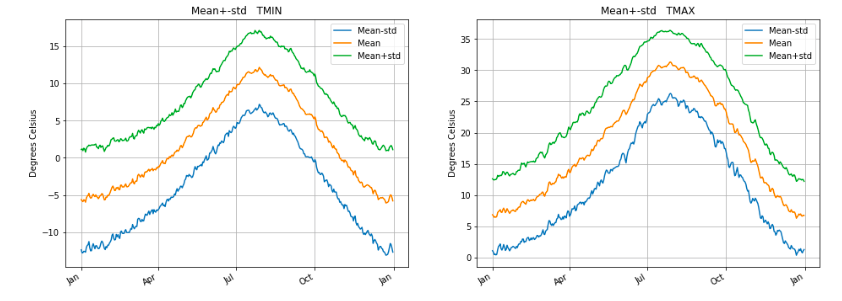 Mean+-std TMIN
Degrees Celsius
15
10
5
0
−5
−10
Jan
Apr
Jul
Oct
Jan
Mean-std
Mean
Mean+std
Mean+-std TMAX
Degrees Celsius
35
30
25
20
15
10
5
0
Jan
Apr
Jul
Oct
Jan
Mean-std
Mean
Mean+std